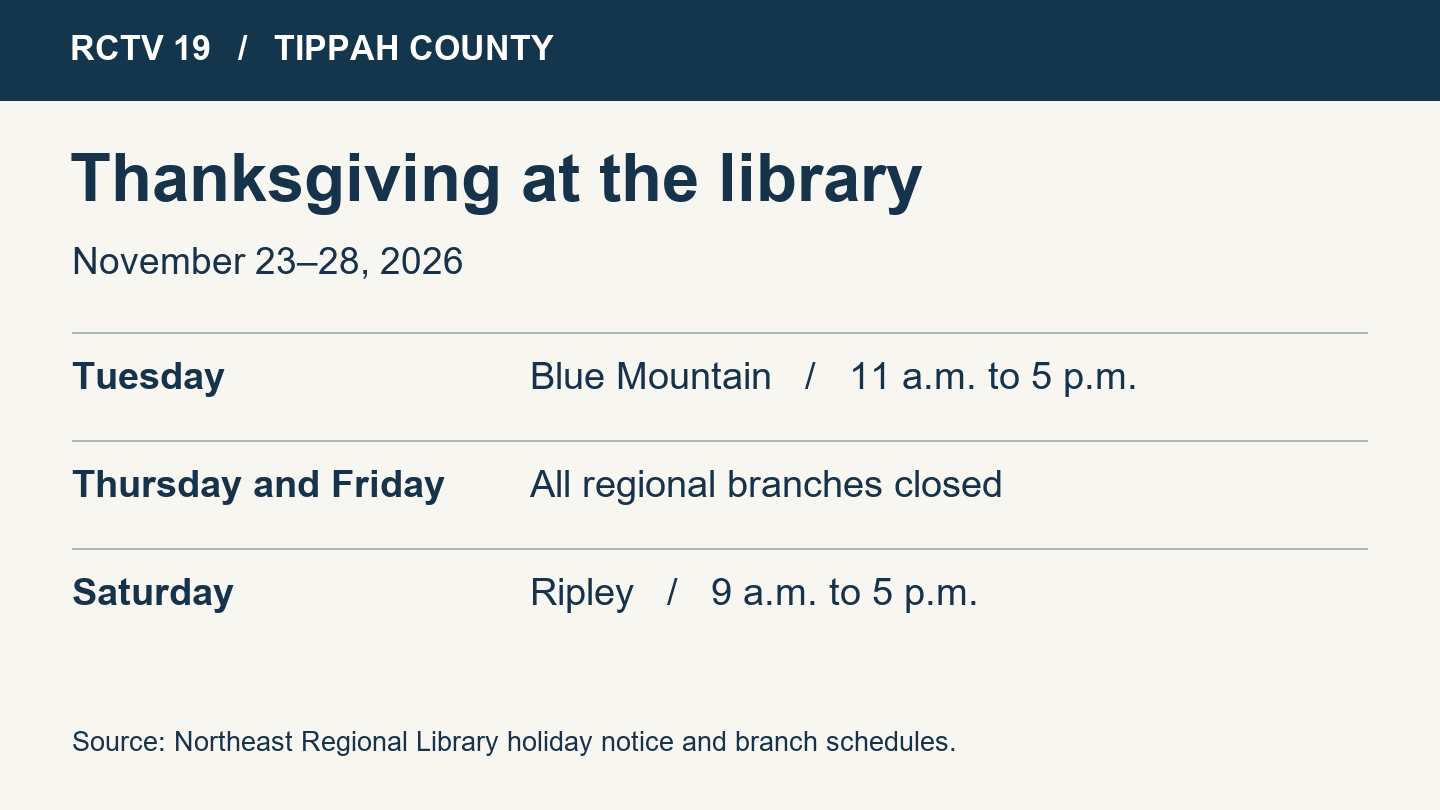 RCTV 19 / TIPPAH COUNTY
Thanksgiving at the library
November 23–28, 2026
Tuesday Blue Mountain / 11 a.m. to 5 p.m.
Thursday and Friday All regional branches closed
Saturday Ripley / 9 a.m. to 5 p.m.
Source: Northeast Regional Library holiday notice and branch schedules.